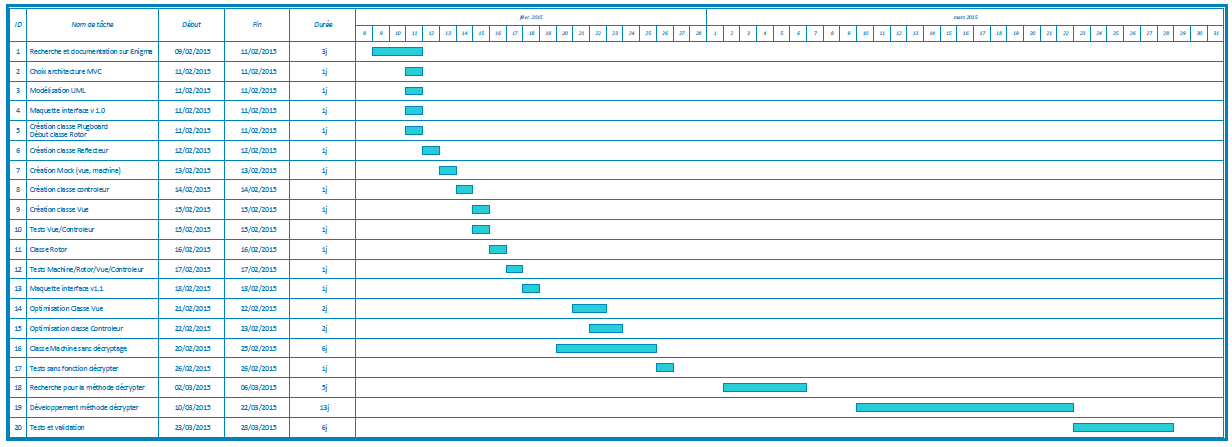 ID Nom de tâche Début Fin Durée févr. 2015 mars 2015
8 9 10 11 12 13 14 15 16 17 18 19 20 21 22 23 24 25 26 27 28 1 2 3 4 5 6 7 8 9 10 11 12 13 14 15 16 17 18 19 20 21 22 23 24 25 26 27 28 29 30 31
1 Recherche et documentation sur Enigma 09/02/2015 11/02/2015 3j
2 Choix architecture MVC 11/02/2015 11/02/2015 1j
3 Modélisation UML 11/02/2015 11/02/2015 1j
4 Maquette interface v 1.0 11/02/2015 11/02/2015 1j
5 Création classe Plugboard
Début classe Rotor 11/02/2015 11/02/2015 1j
6 Création classe Reflecteur 12/02/2015 12/02/2015 1j
7 Création Mock (vue, machine) 13/02/2015 13/02/2015 1j
8 Création classe controleur 14/02/2015 14/02/2015 1j
9 Création classe Vue 15/02/2015 15/02/2015 1j
10 Tests Vue/Controleur 15/02/2015 15/02/2015 1j
11 Classe Rotor 16/02/2015 16/02/2015 1j
12 Tests Machine/Rotor/Vue/Controleur 17/02/2015 17/02/2015 1j
13 Maquette interface v1.1 18/02/2015 18/02/2015 1j
14 Optimisation Classe Vue 21/02/2015 22/02/2015 2j
15 Optimisation classe Controleur 22/02/2015 23/02/2015 2j
16 Classe Machine sans décryptage 20/02/2015 25/02/2015 6j
17 Tests sans fonction décrypter 26/02/2015 26/02/2015 1j
18 Recherche pour la méthode décrypter 02/03/2015 06/03/2015 5j
19 Développement méthode décrypter 10/03/2015 22/03/2015 13j
20 Tests et validation 23/03/2015 28/03/2015 6j